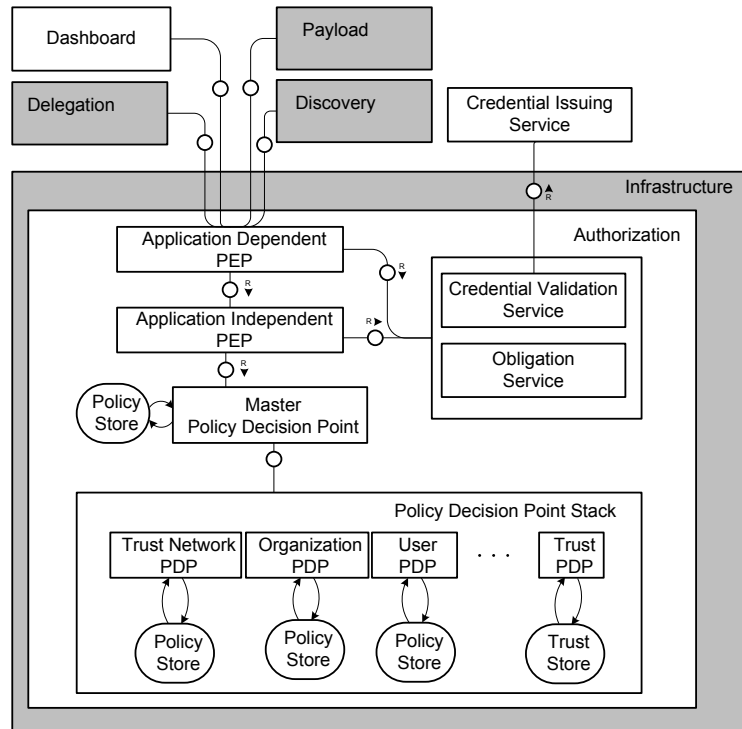 Dashboard
Payload
Delegation
Discovery
Credential Issuing
Service
R
Infrastructure
Authorization
Application Dependent
PEP
R
R
Credential Validation
Service
Application Independent
PEP
R
Obligation
Service
R
Policy
Store
Master
Policy Decision Point
Policy Decision Point Stack
Trust Network
PDP
Organization
PDP
User
PDP
. . .
Trust
PDP
Policy
Store
Policy
Store
Policy
Store
Trust
Store